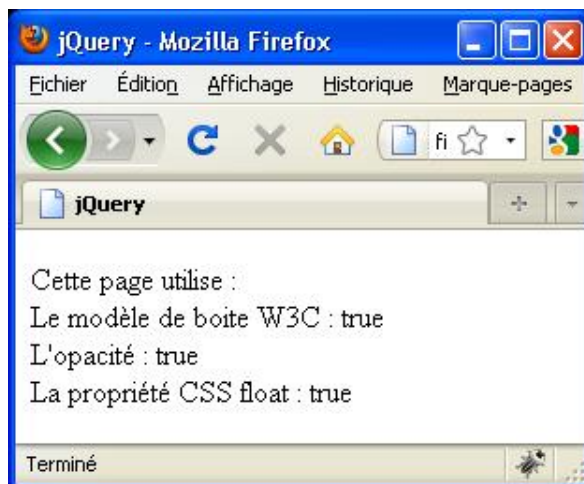 jQuery - Mozilla Firefox
Fichier Édition Affichage Historique Marque-pages
fi
jQuery
Cette page utilise :
Le modèle de boite W3C : true
L'opacité : true
La propriété CSS float : true
Terminé